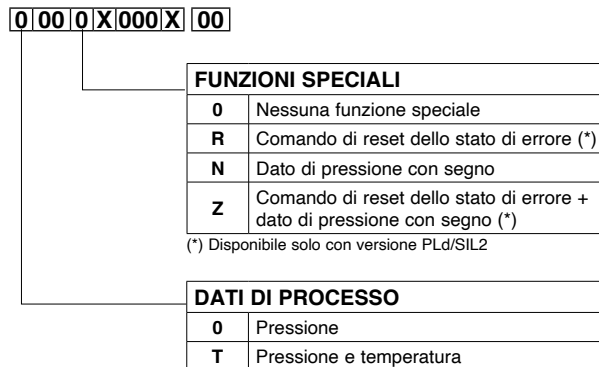 0 00 0 X 000 X 00
FUNZIONI SPECIALI
0 Nessuna funzione speciale
R Comando di reset dello stato di errore (*)
N Dato di pressione con segno
Z Comando di reset dello stato di errore +
dato di pressione con segno (*)
(*) Disponibile solo con versione PLd/SIL2
DATI DI PROCESSO
0 Pressione
T Pressione e temperatura